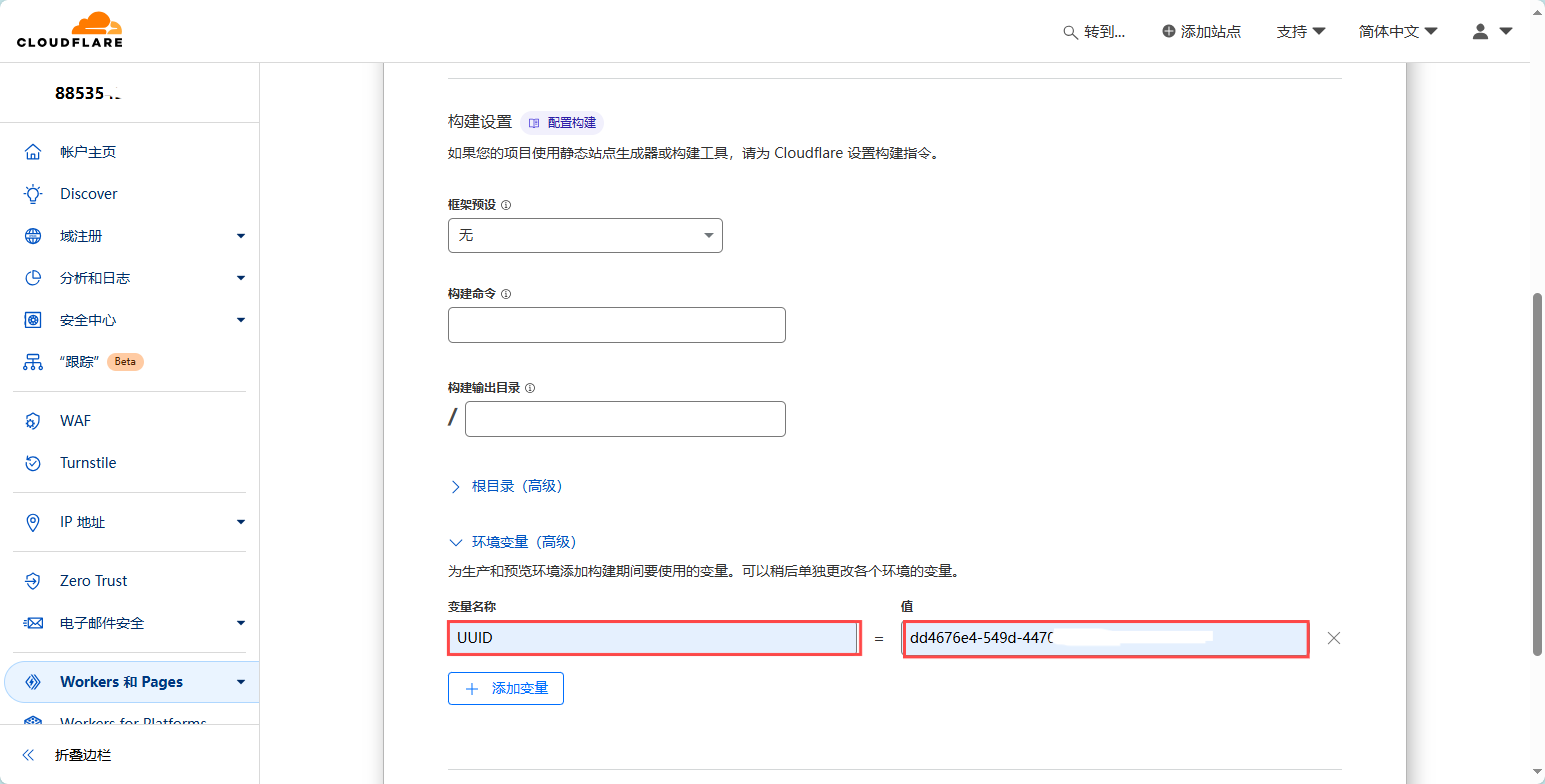 CLOUDFLARE
转到...
添加站点
支持
简体中文
88535
帐户主页
Discover
域注册
分析和日志
安全中心
“跟踪” Beta
WAF
Turnstile
IP 地址
Zero Trust
电子邮件安全
Workers 和 Pages
Workers for Platforms
折叠边栏
构建设置 配置构建
如果您的项目使用静态站点生成器或构建工具，请为 Cloudflare 设置构建指令。
框架预设
无
构建命令
构建输出目录
/
根目录（高级）
环境变量（高级）
为生产和预览环境添加构建期间要使用的变量。可以稍后单独更改各个环境的变量。
变量名称 值
UUID = dd4676e4-549d-447
添加变量